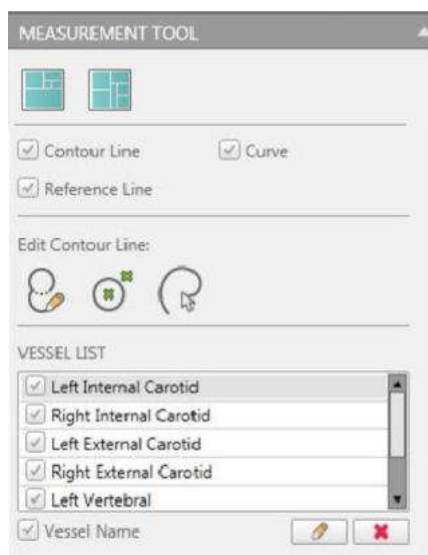 MEASUREMENT TOOL
Contour Line Curve
Reference Line
Edit Contour Line:
VESSEL LIST
Left Internal Carotid
Right Internal Carotid
Left External Carotid
Right External Carotid
Left Vertebral
Vessel Name